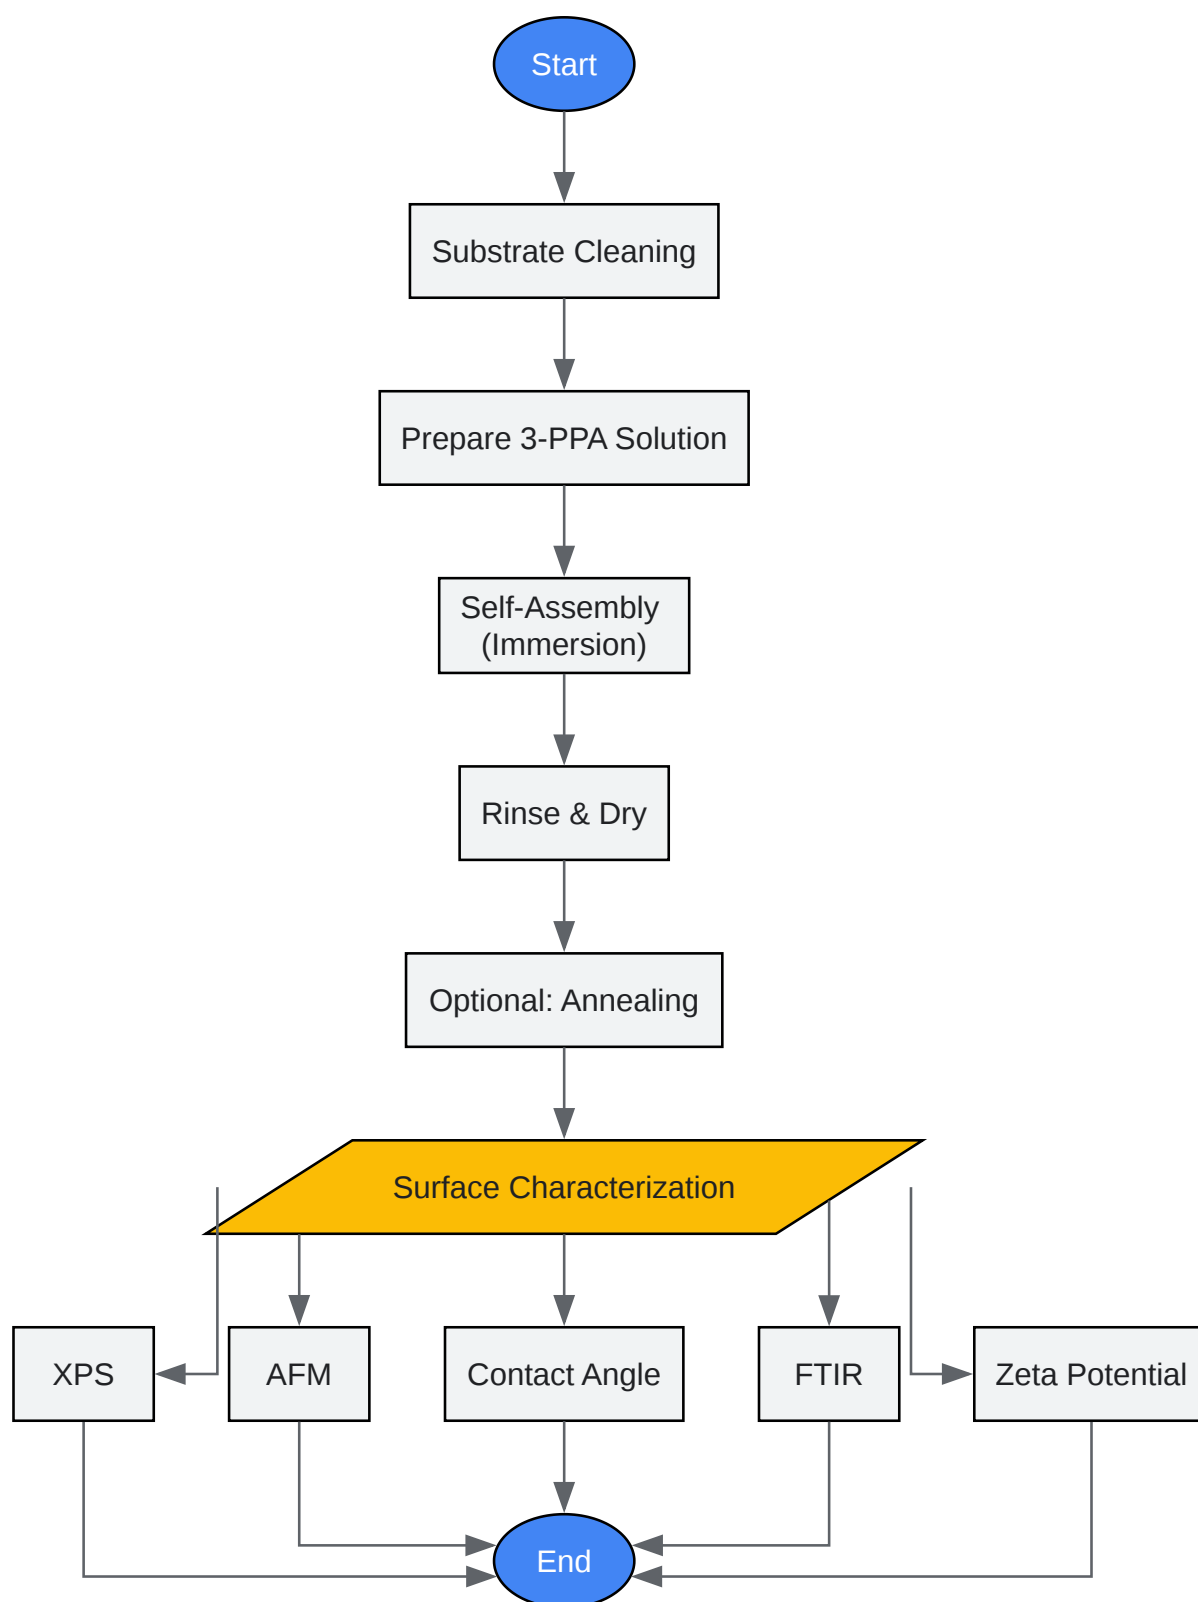 Start
Substrate Cleaning
Prepare 3-PPA Solution
Self-Assembly
(Immersion)
Rinse & Dry
Optional: Annealing
Surface Characterization
XPS
AFM
Contact Angle
FTIR
Zeta Potential
End